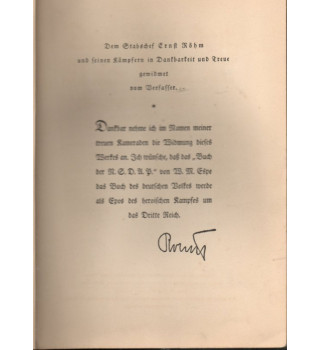 Dem Stabschef Ernst Röhm
und seinen Kämpfern in Dankbarkeit und Treue
gewidmet
vom Verfasser.
Dankbar nehme ich im Namen meiner
treuen Kameraden die Widmung dieses
Werkes an. Ich wünsche, daß das „Buch
der N.S.D.A.P.“ von W. M. Espe
das Buch des deutschen Volkes werde
als Epos des heroischen Kampfes um
das Dritte Reich.